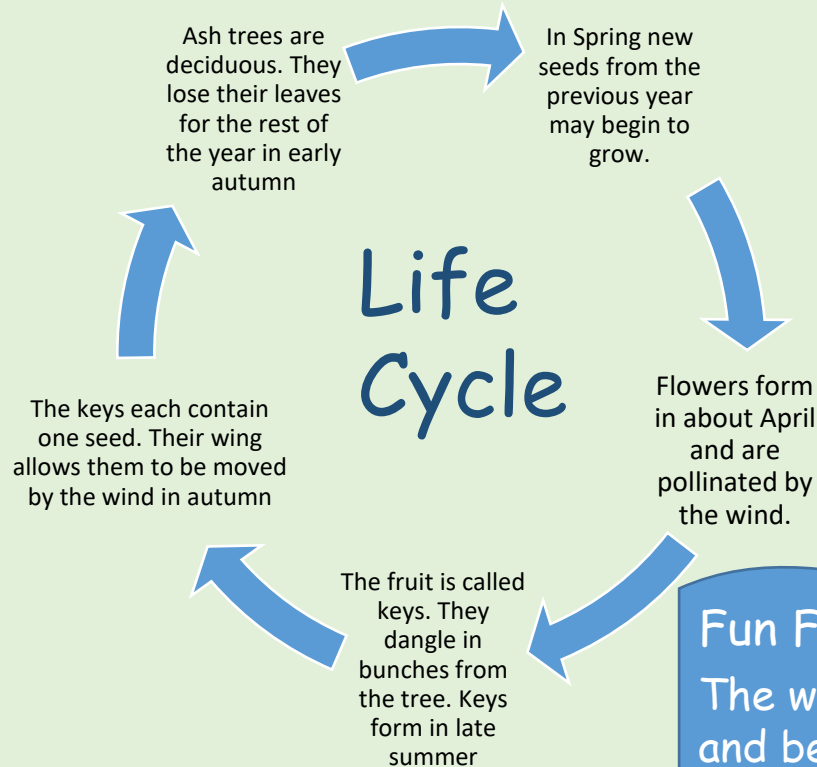 Ash trees are
deciduous. They
lose their leaves
for the rest of
the year in early
autumn
In Spring new
seeds from the
previous year
may begin to
grow.
Life
Cycle
Flowers form
in about April
and are
pollinated by
the wind.
The fruit is called
keys. They
dangle in
bunches from
the tree. Keys
form in late
summer
The keys each contain
one seed. Their wing
allows them to be moved
by the wind in autumn
Fun F
The w
and be